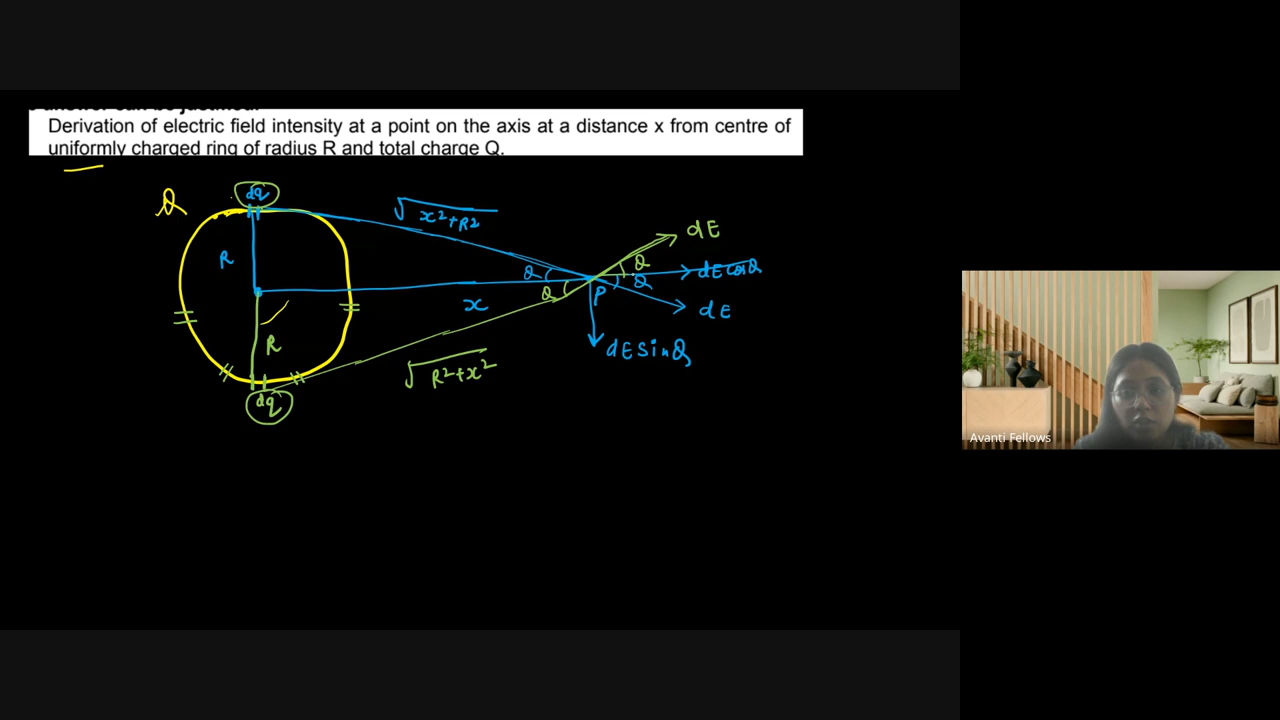 Derivation of electric field intensity at a point on the axis at a distance x from centre of
uniformly charged ring of radius R and total charge Q.
Q
dq
√x²+R²
dE
R
θ
θ
dE cosθ
θ
θ
x
P
dE
R
dE sinθ
√R²+x²
dq
Avanti Fellows